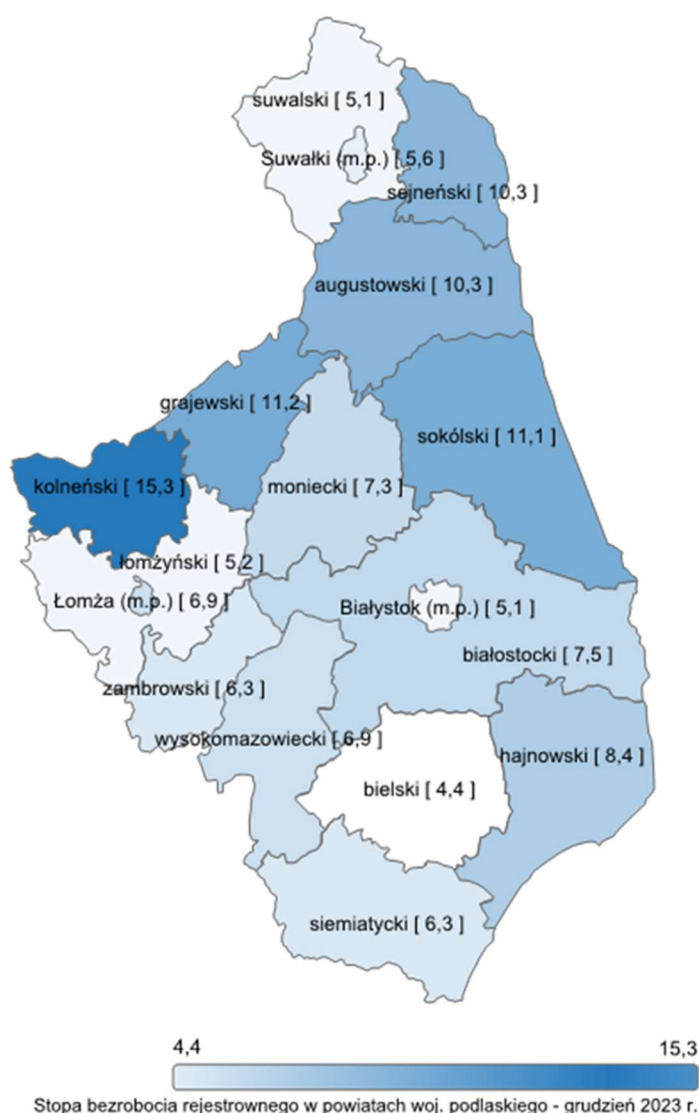 suwalski [ 5,1 ]
Suwałki (m.p.) [ 5,6 ]
sejneński [ 10,3 ]
augustowski [ 10,3 ]
grajewski [ 11,2 ]
sokólski [ 11,1 ]
kolneński [ 15,3 ]
moniecki [ 7,3 ]
łomżyński [ 5,2 ]
Łomża (m.p.) [ 6,9 ]
Białystok (m.p.) [ 5,1 ]
białostocki [ 7,5 ]
zambrowski [ 6,3 ]
wysokomazowiecki [ 6,9 ]
hajnowski [ 8,4 ]
bielski [ 4,4 ]
siemiatycki [ 6,3 ]
4,4 15,3
Stopa bezrobocia rejestrownego w powiatach woj. podlaskiego - grudzień 2023 r.